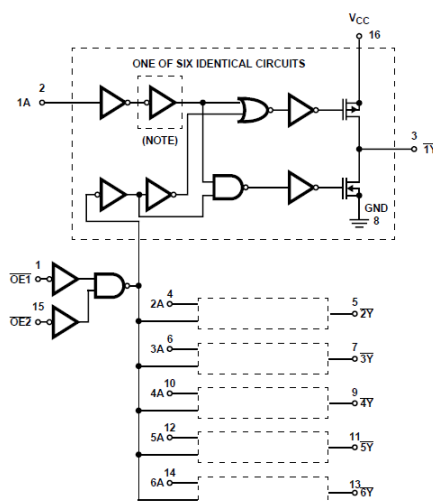 VCC
16
ONE OF SIX IDENTICAL CIRCUITS
2
1A
(NOTE)
3
1Y
GND
8
1
OE1
15
OE2
4
2A
5
2Y
6
3A
7
3Y
10
4A
9
4Y
12
5A
11
5Y
14
6A
13
6Y